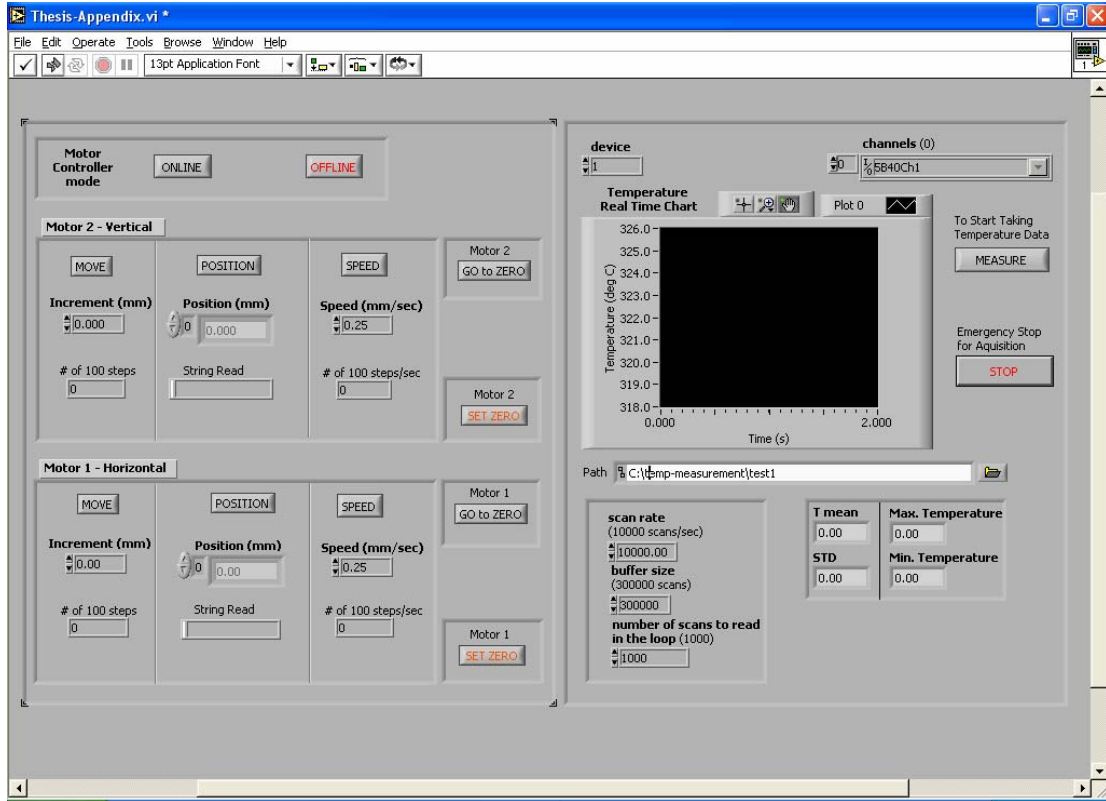 Thesis-Appendix.vi *
File Edit Operate Tools Browse Window Help
13pt Application Font
1
Motor
Controller
mode
ONLINE
OFFLINE
Motor 2 - Vertical
MOVE
POSITION
SPEED
Motor 2
GO to ZERO
Increment (mm)
0.000
Position (mm)
0
0.000
Speed (mm/sec)
0.25
# of 100 steps
0
String Read
# of 100 steps/sec
0
Motor 2
SET ZERO
Motor 1 - Horizontal
MOVE
POSITION
SPEED
Motor 1
GO to ZERO
Increment (mm)
0.00
Position (mm)
0
0.00
Speed (mm/sec)
0.25
# of 100 steps
0
String Read
# of 100 steps/sec
0
Motor 1
SET ZERO
device
1
channels (0)
0
I/O
5B40Ch1
Temperature
Real Time Chart
Plot 0
Temperature (deg C)
326.0
325.0
324.0
323.0
322.0
321.0
320.0
319.0
318.0
0.000
2.000
Time (s)
To Start Taking
Temperature Data
MEASURE
Emergency Stop
for Aquisition
STOP
Path
C:\temp-measurement\test1
scan rate
(10000 scans/sec)
10000.00
buffer size
(300000 scans)
300000
number of scans to read
in the loop (1000)
1000
T mean
0.00
STD
0.00
Max. Temperature
0.00
Min. Temperature
0.00